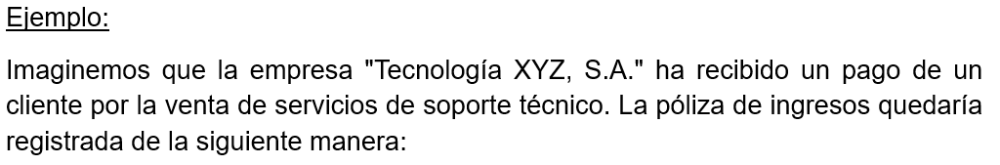 Ejemplo:
Imaginemos que la empresa "Tecnología XYZ, S.A." ha recibido un pago de un
cliente por la venta de servicios de soporte técnico. La póliza de ingresos quedaría
registrada de la siguiente manera: